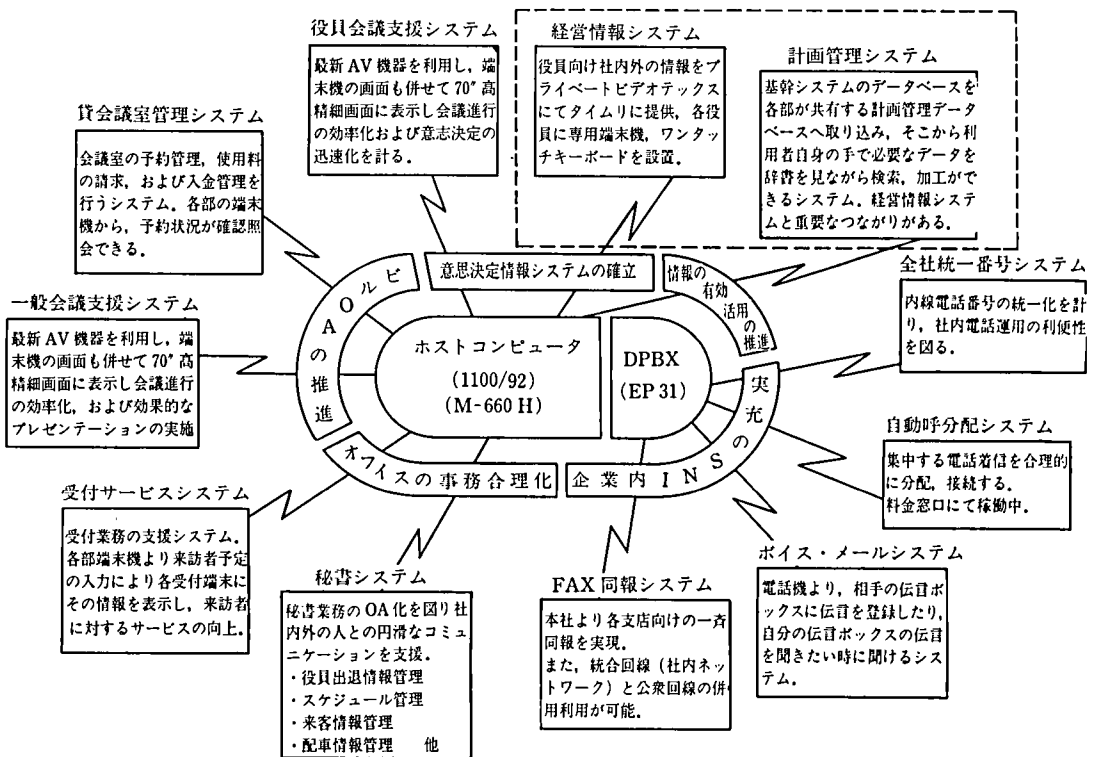 役員会議支援システム
最新 AV 機器を利用し，端
末機の画面も併せて 70″ 高
精細画面に表示し会議進行
の効率化および意志決定の
迅速化を計る．
経営情報システム
役員向け社内外の情報をプ
ライベートビデオテックス
にてタイムリに提供，各役
員に専用端末機，ワンタッ
チキーボードを設置．
計画管理システム
基幹システムのデータベースを
各部が共有する計画管理データ
ベースへ取り込み，そこから利
用者自身の手で必要なデータを
辞書を見ながら検索，加工がで
きるシステム．経営情報システ
ムと重要なつながりがある．
貸会議室管理システム
会議室の予約管理，使用料
の請求，および入金管理を
行うシステム．各部の端末
機から，予約状況が確認照
会できる．
全社統一番号システム
内線電話番号の統一化を計
り，社内電話運用の利便性
を図る．
一般会議支援システム
最新 AV 機器を利用し，端
末機の画面も併せて 70″ 高
精細画面に表示し会議進行
の効率化，および効果的な
プレゼンテーションの実施
ビルOAの推進
意思決定情報システムの確立
情報の有効活用の推進
ホストコンピュータ
(1100/92)
(M-660 H)
DPBX
(EP 31)
オフィスの事務合理化
企業内INSの充実
自動呼分配システム
集中する電話着信を合理的
に分配，接続する．
料金窓口にて稼働中．
受付サービスシステム
受付業務の支援システム．
各部端末機より来訪者予定
の入力により各受付端末に
その情報を表示し，来訪者
に対するサービスの向上．
秘書システム
秘書業務の OA 化を図り社
内外の人との円滑なコミュ
ニケーションを支援．
・役員出退情報管理
・スケジュール管理
・来客情報管理
・配車情報管理　他
FAX 同報システム
本社より各支店向けの一斉
同報を実現．
また，統合回線（社内ネッ
トワーク）と公衆回線の併
用利用が可能．
ボイス・メールシステム
電話機より，相手の伝言ボ
ックスに伝言を登録したり，
自分の伝言ボックスの伝言
を聞きたい時に聞けるシス
テム．